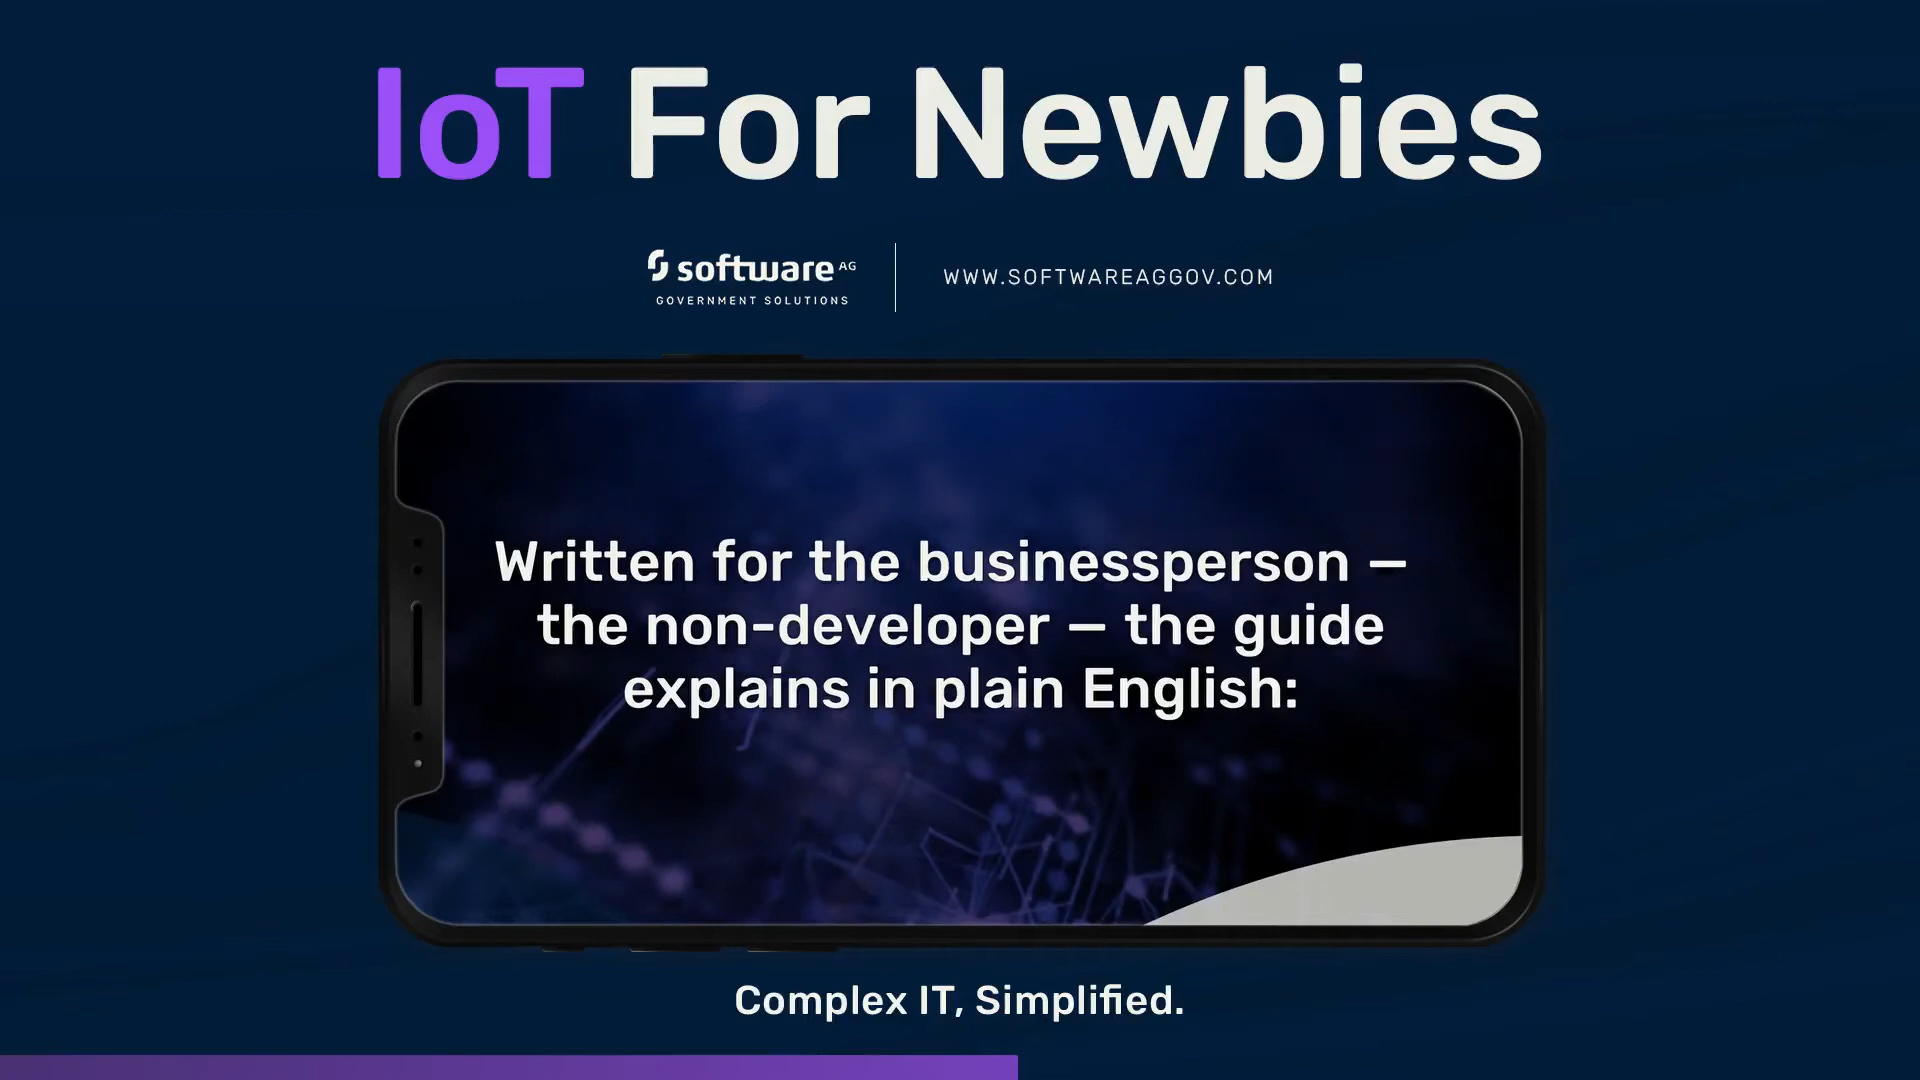 IoT For Newbies
software AG
GOVERNMENT SOLUTIONS
WWW.SOFTWAREAGGOV.COM
Written for the businessperson —
the non-developer — the guide
explains in plain English:
Complex IT, Simplified.